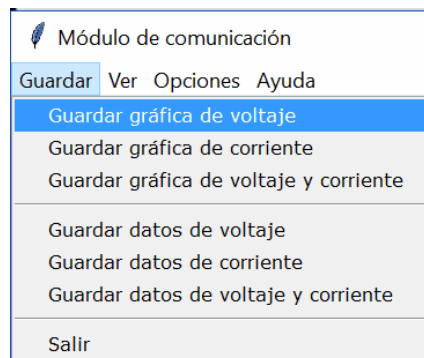 Módulo de comunicación
Guardar Ver Opciones Ayuda
Guardar gráfica de voltaje
Guardar gráfica de corriente
Guardar gráfica de voltaje y corriente
Guardar datos de voltaje
Guardar datos de corriente
Guardar datos de voltaje y corriente
Salir